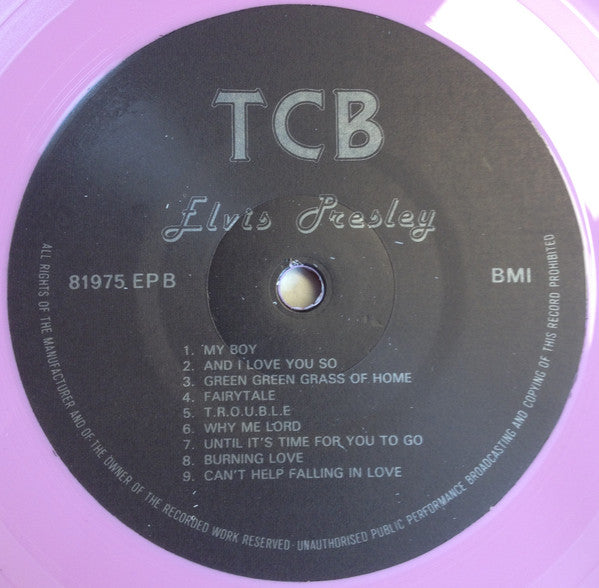 TCB
Elvis Presley
81975 EP B
BMI
1. MY BOY
2. AND I LOVE YOU SO
3. GREEN GREEN GRASS OF HOME
4. FAIRYTALE
5. T.R.O.U.B.L.E
6. WHY ME LORD
7. UNTIL IT'S TIME FOR YOU TO GO
8. BURNING LOVE
9. CAN'T HELP FALLING IN LOVE
ALL RIGHTS OF THE MANUFACTURER AND OF THE OWNER OF THE RECORDED WORK RESERVED · UNAUTHORISED PUBLIC PERFORMANCE BROADCASTING AND COPYING OF THIS RECORD PROHIBITED